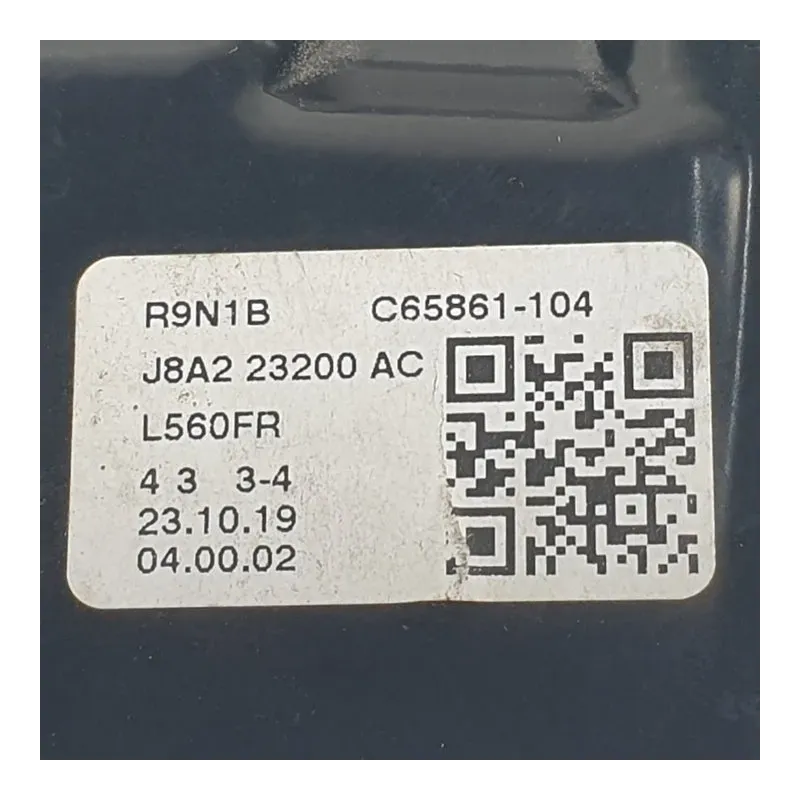 R9N1B C65861-104
J8A2 23200 AC
L560FR
4 3 3-4
23.10.19
04.00.02